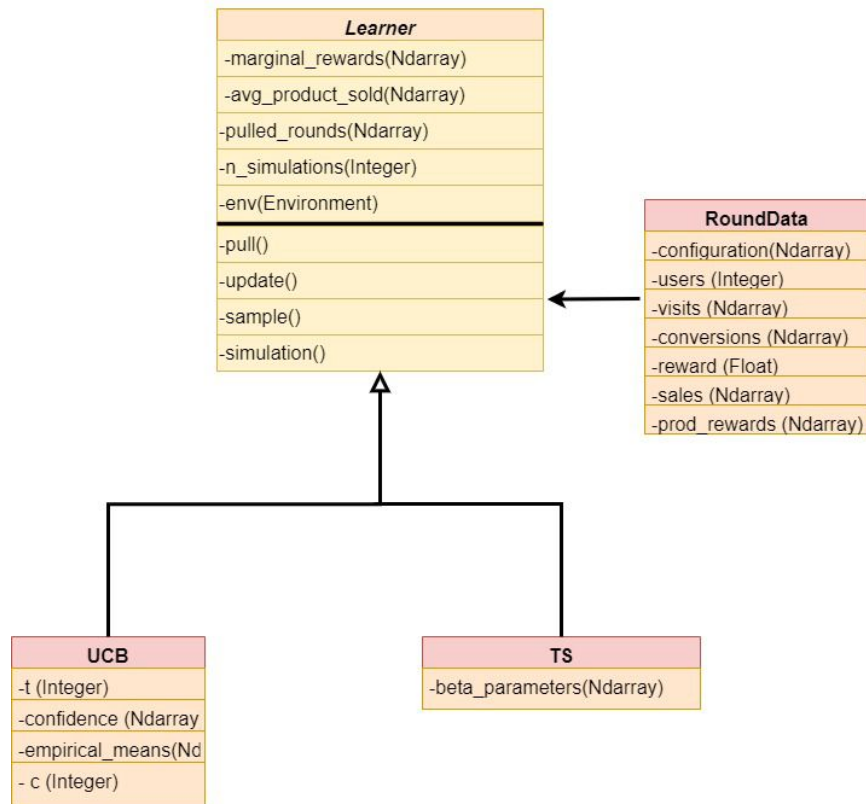 Learner
-marginal_rewards(Ndarray)
-avg_product_sold(Ndarray)
-pulled_rounds(Ndarray)
-n_simulations(Integer)
-env(Environment)
-pull()
-update()
-sample()
-simulation()
RoundData
-configuration(Ndarray)
-users (Integer)
-visits (Ndarray)
-conversions (Ndarray)
-reward (Float)
-sales (Ndarray)
-prod_rewards (Ndarray)
UCB
-t (Integer)
-confidence (Ndarray
-empirical_means(Nd
- c (Integer)
TS
-beta_parameters(Ndarray)